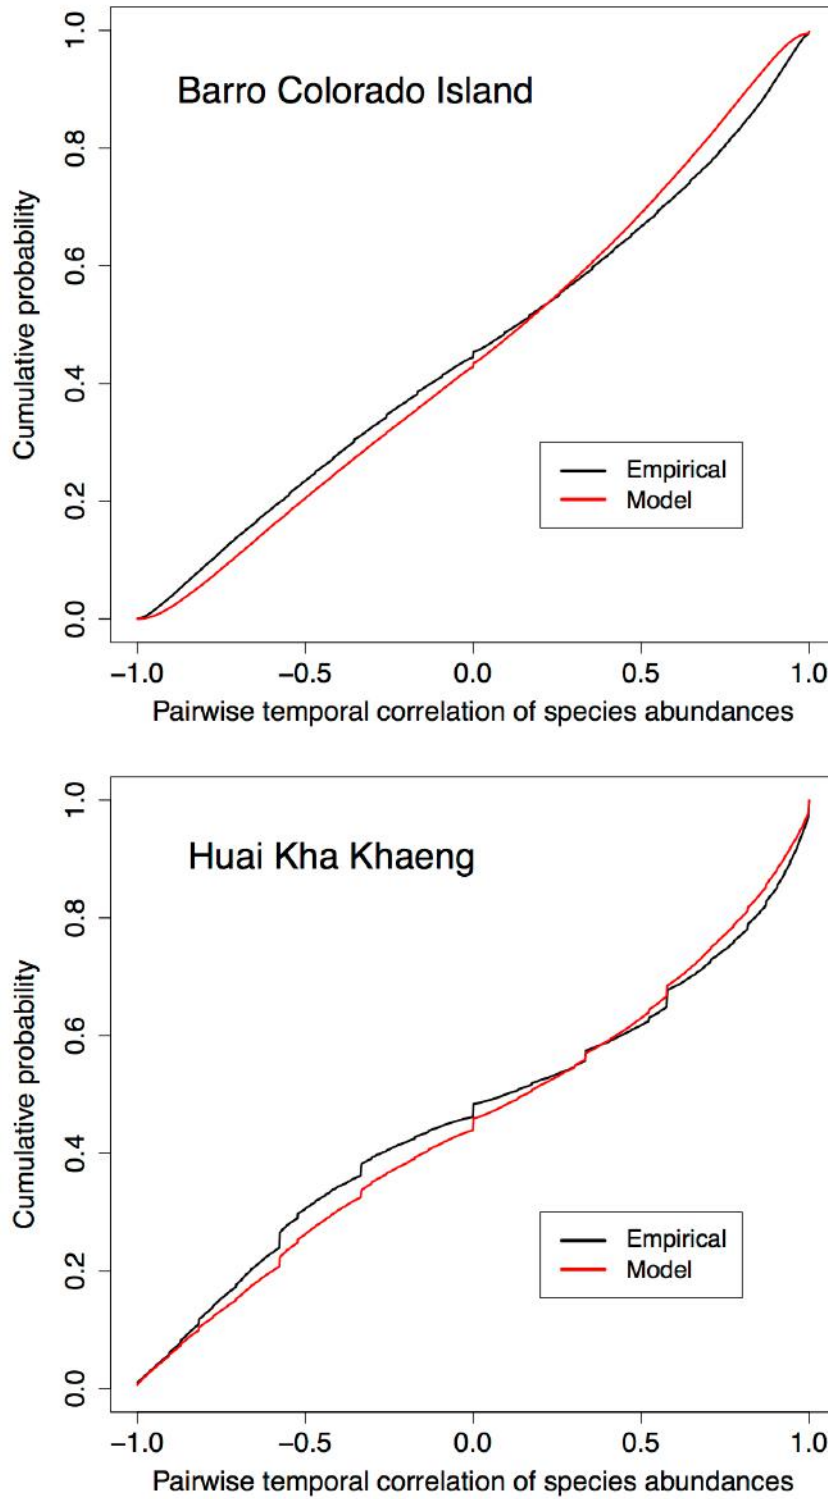 Barro Colorado Island
Cumulative probability
1.0
0.8
0.6
0.4
0.2
0.0
Empirical
Model
−1.0 −0.5 0.0 0.5 1.0
Pairwise temporal correlation of species abundances
Huai Kha Khaeng
Cumulative probability
1.0
0.8
0.6
0.4
0.2
0.0
Empirical
Model
−1.0 −0.5 0.0 0.5 1.0
Pairwise temporal correlation of species abundances